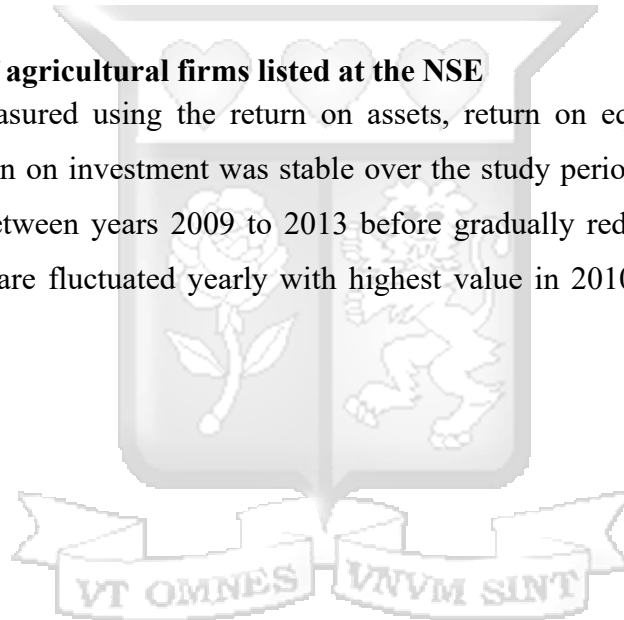 agricultural firms listed at the NSE
asured using the return on assets, return on eq
n on investment was stable over the study perio
etween years 2009 to 2013 before gradually red
are fluctuated yearly with highest value in 2010
VT OMNES VNVM SINT